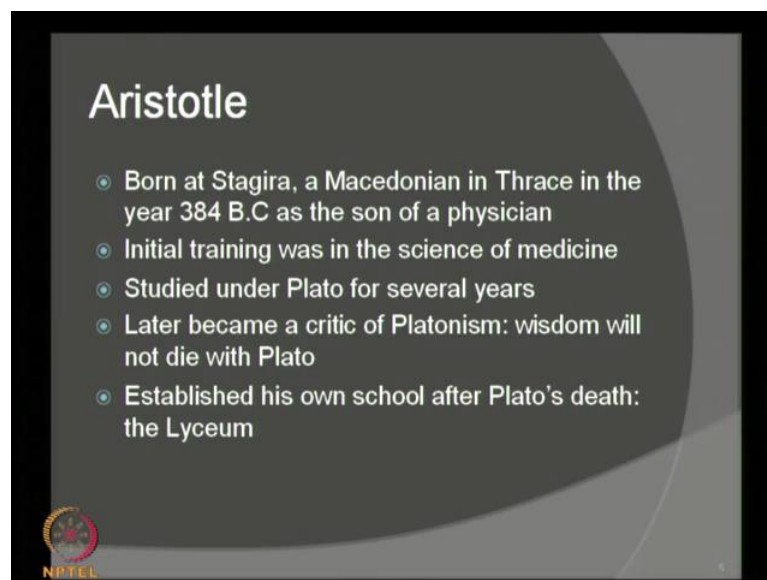 Aristotle
Born at Stagira, a Macedonian in Thrace in the
year 384 B.C as the son of a physician
Initial training was in the science of medicine
Studied under Plato for several years
Later became a critic of Platonism: wisdom will
not die with Plato
Established his own school after Plato's death:
the Lyceum
NPTEL